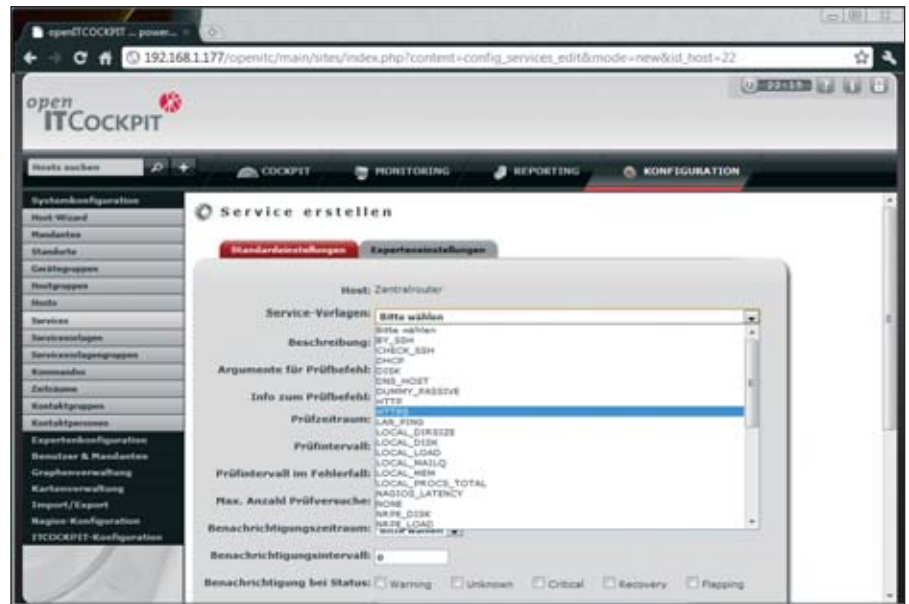 openITCOCKPIT ... power...
192.168.1.177/openitc/main/sites/index.php?content=config_services_edit&mode=new&id_host=22
open
ITCOCKPIT
Hosts suchen
COCKPIT
MONITORING
REPORTING
KONFIGURATION
Systemkonfiguration
Host-Wizard
Mandanten
Standorte
Gerätegruppen
Hostgruppen
Hosts
Services
Servicevorlagen
Servicevorlagengruppen
Kommandos
Zeiträume
Kontaktgruppen
Kontaktpersonen
Expertenkonfiguration
Benutzer & Mandanten
Graphenverwaltung
Kartenverwaltung
Import/Export
Nagios-Konfiguration
ITCOCKPIT-Konfiguration
Service erstellen
Standardeinstellungen
Experteneinstellungen
Host: Zentralrouter
Service-Vorlagen: Bitte wählen
Bitte wählen
BY_SSH
CHECK_SSH
DHCP
DISK
DNS_HOST
DUMMY_PASSIVE
HTTP
HTTPS
LAN_PING
LOCAL_DIRSIZE
LOCAL_DISK
LOCAL_LOAD
LOCAL_MAILQ
LOCAL_MEM
LOCAL_PROCS_TOTAL
NAGIOS_LATENCY
NONE
NRPE_DISK
NRPE_LOAD
Beschreibung:
Argumente für Prüfbefehl:
Info zum Prüfbefehl:
Prüfzeitraum:
Prüfintervall:
Prüfintervall im Fehlerfall:
Max. Anzahl Prüfversuche:
Benachrichtigungszeitraum: Bitte wählen
Benachrichtigungsintervall: 0
Benachrichtigung bei Status: Warning Unknown Critical Recovery Flapping